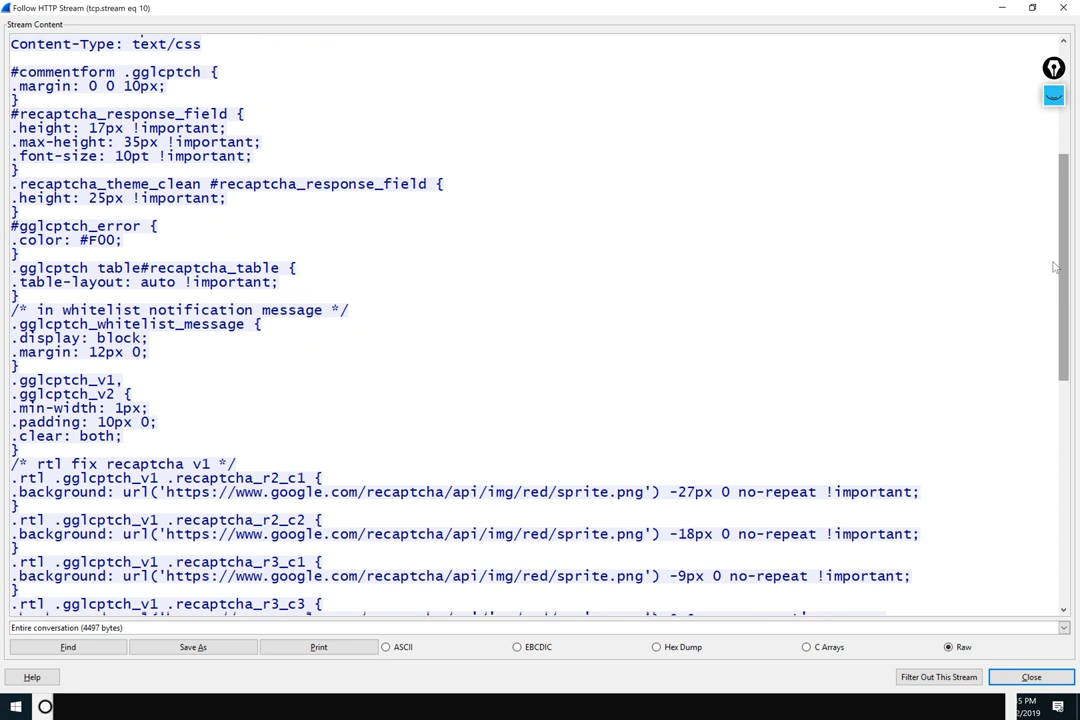 Follow HTTP Stream (tcp.stream eq 10)
Stream Content
Content-Type: text/css
#commentform .gglcptch {
.margin: 0 0 10px;
}
#recaptcha_response_field {
.height: 17px !important;
.max-height: 35px !important;
.font-size: 10pt !important;
}
.recaptcha_theme_clean #recaptcha_response_field {
.height: 25px !important;
}
#gglcptch_error {
.color: #F00;
}
.gglcptch table#recaptcha_table {
.table-layout: auto !important;
}
/* in whitelist notification message */
.gglcptch_whitelist_message {
.display: block;
.margin: 12px 0;
}
.gglcptch_v1,
.gglcptch_v2 {
.min-width: 1px;
.padding: 10px 0;
.clear: both;
}
/* rtl fix recaptcha v1 */
.rtl .gglcptch_v1 .recaptcha_r2_c1 {
.background: url('https://www.google.com/recaptcha/api/img/red/sprite.png') -27px 0 no-repeat !important;
}
.rtl .gglcptch_v1 .recaptcha_r2_c2 {
.background: url('https://www.google.com/recaptcha/api/img/red/sprite.png') -18px 0 no-repeat !important;
}
.rtl .gglcptch_v1 .recaptcha_r3_c1 {
.background: url('https://www.google.com/recaptcha/api/img/red/sprite.png') -9px 0 no-repeat !important;
}
.rtl .gglcptch_v1 .recaptcha_r3_c3 {
Entire conversation (4497 bytes)
Find Save As Print ASCII EBCDIC Hex Dump C Arrays Raw
Help Filter Out This Stream Close
5 PM
/2019